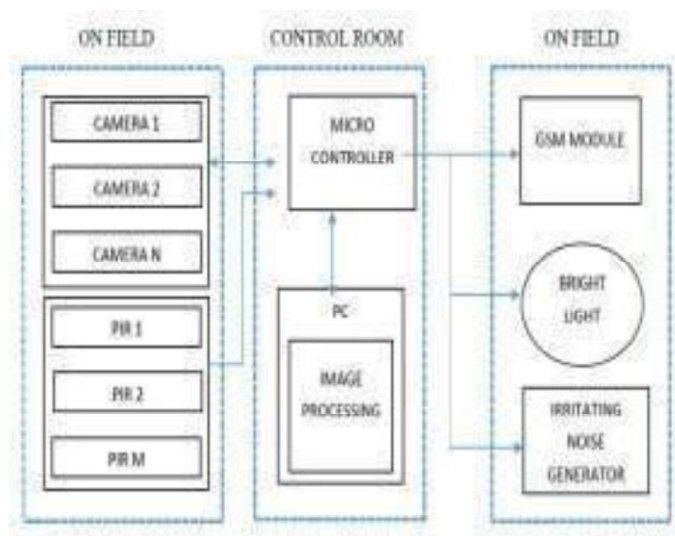 ON FIELD
CONTROL ROOM
ON FIELD
CAMERA 1
CAMERA 2
CAMERA N
PIR 1
PIR 2
PIR M
MICRO
CONTROLLER
PC
IMAGE
PROCESSING
GSM MODULE
BRIGHT
LIGHT
IRRITATING
NOISE
GENERATOR